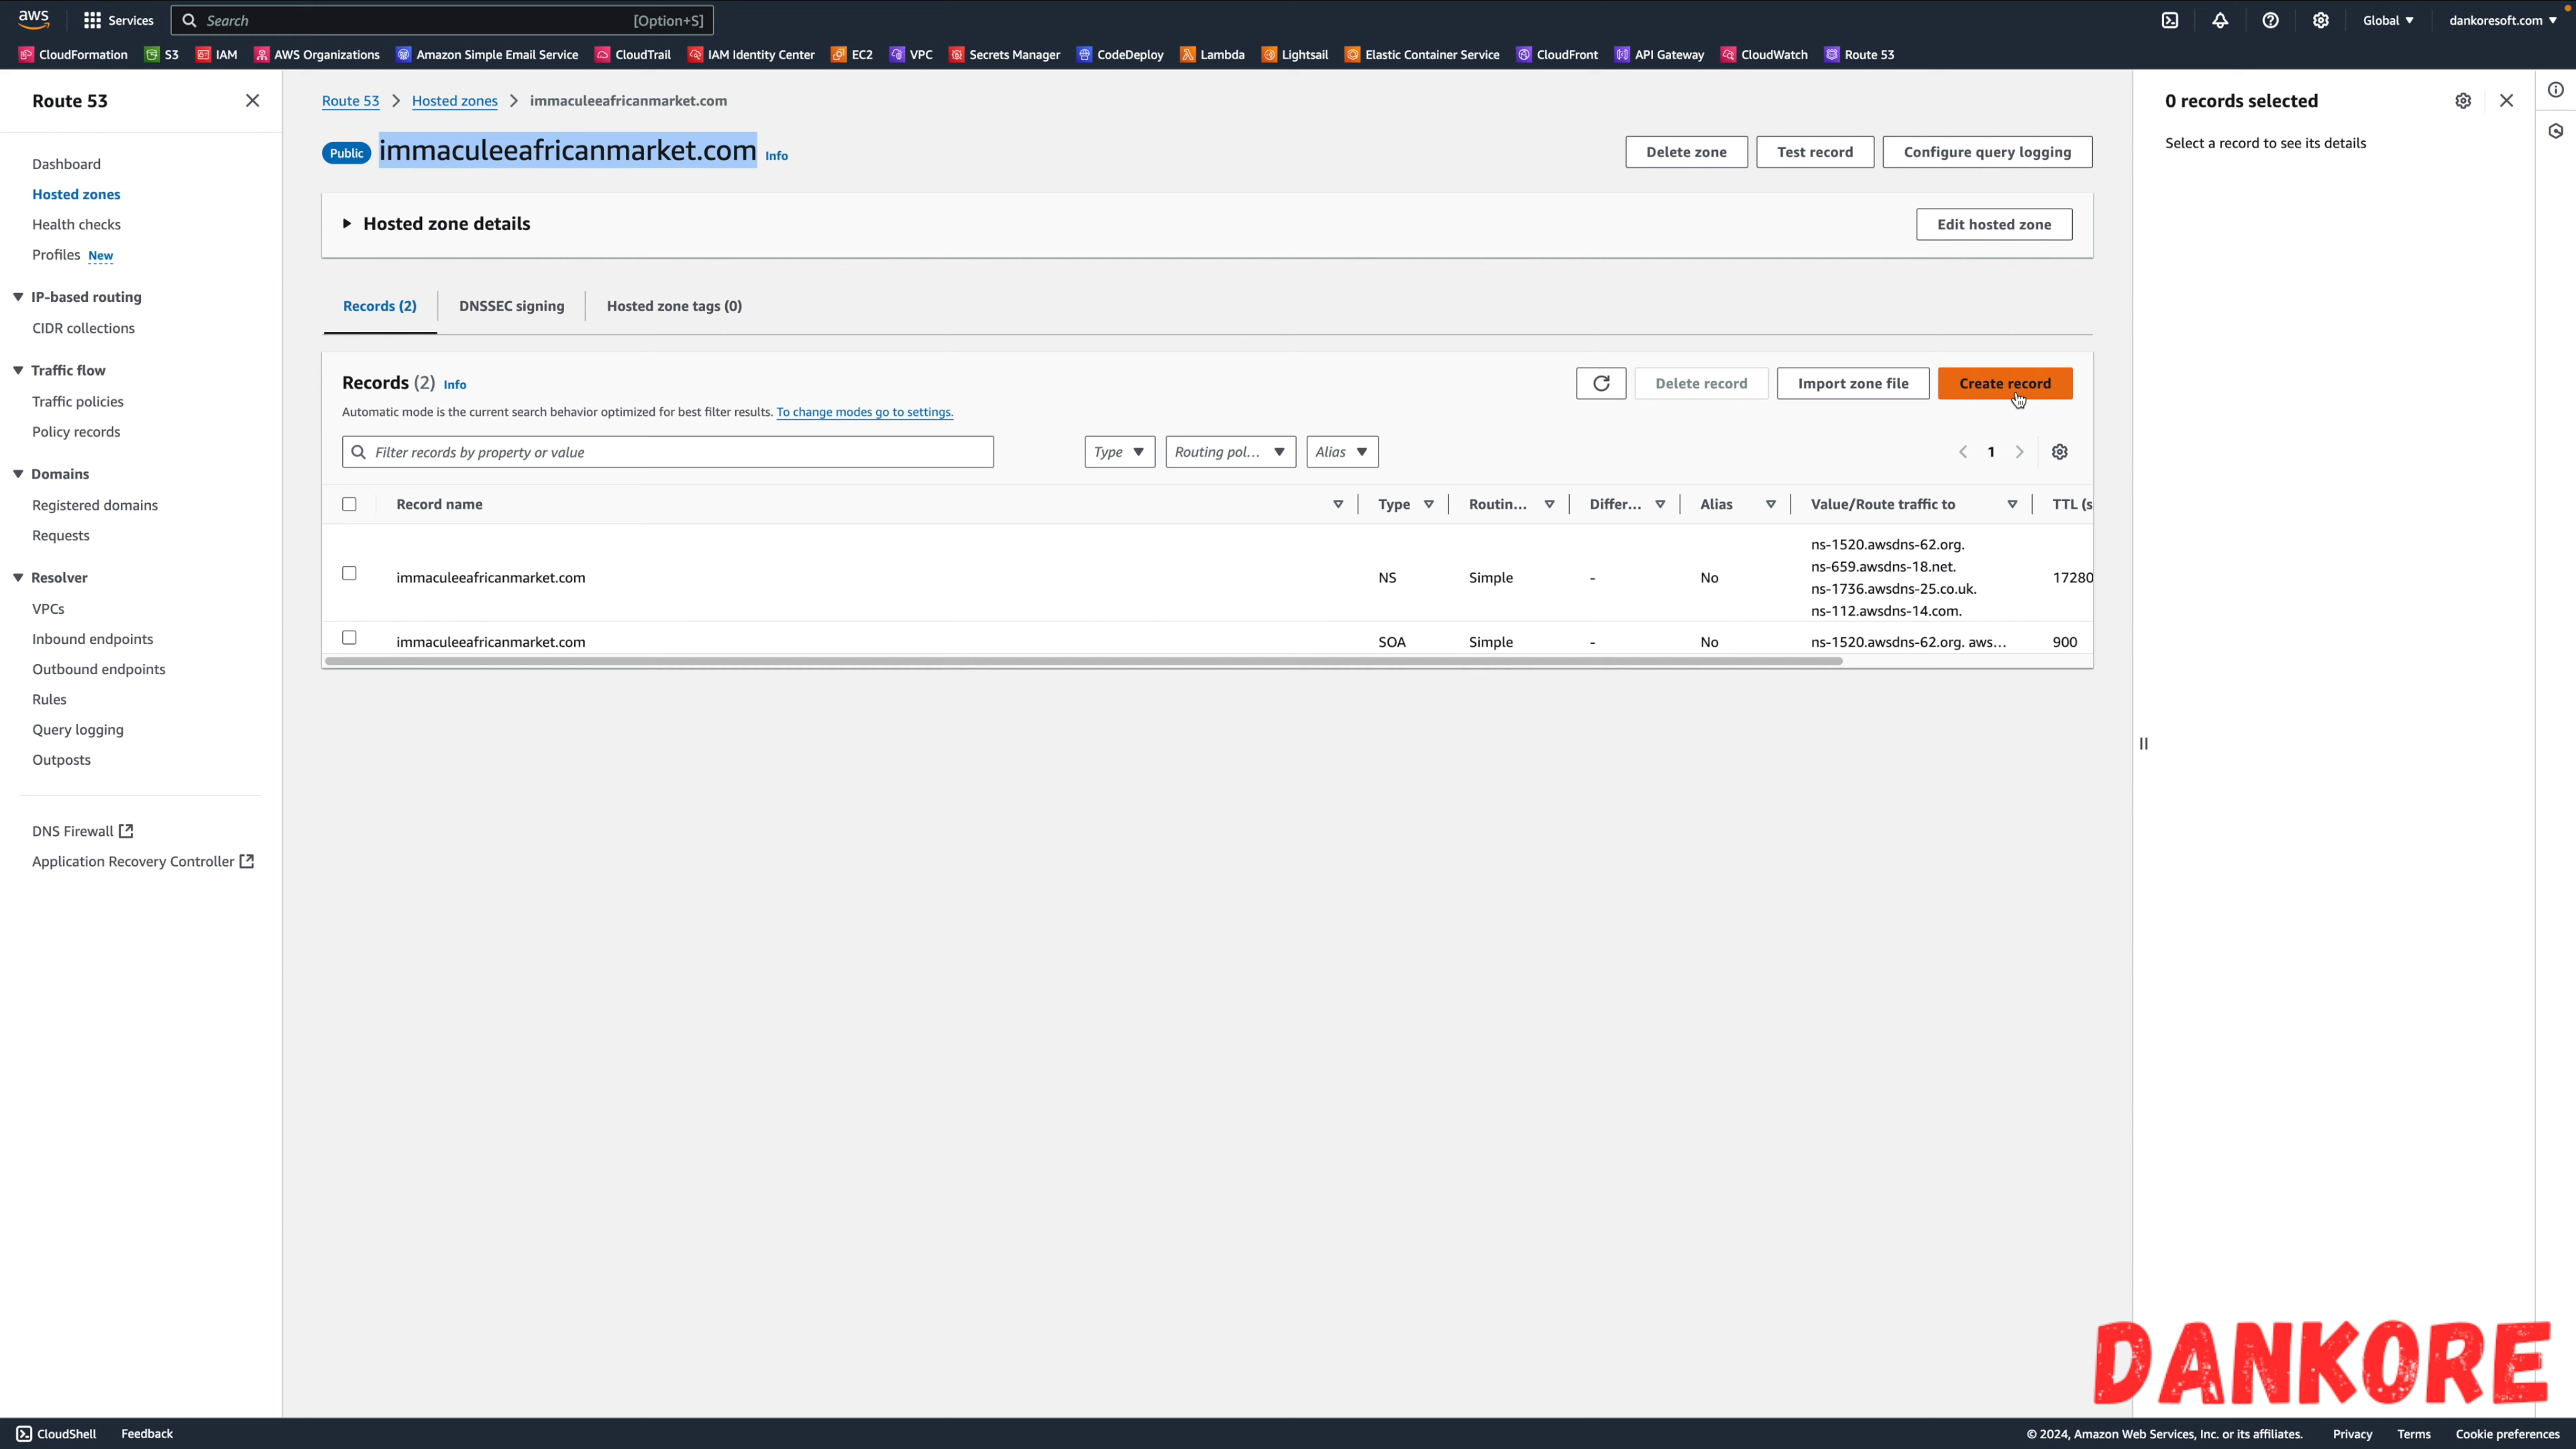 aws
Services
Search
[Option+S]
Global
dankoresoft.com
CloudFormation
S3
IAM
AWS Organizations
Amazon Simple Email Service
CloudTrail
IAM Identity Center
EC2
VPC
Secrets Manager
CodeDeploy
Lambda
Lightsail
Elastic Container Service
CloudFront
API Gateway
CloudWatch
Route 53
Route 53
Dashboard
Hosted zones
Health checks
Profiles New
IP-based routing
CIDR collections
Traffic flow
Traffic policies
Policy records
Domains
Registered domains
Requests
Resolver
VPCs
Inbound endpoints
Outbound endpoints
Rules
Query logging
Outposts
DNS Firewall
Application Recovery Controller
Route 53 > Hosted zones > immaculeeafricanmarket.com
Public immaculeeafricanmarket.com Info
Delete zone
Test record
Configure query logging
Hosted zone details
Edit hosted zone
Records (2)
DNSSEC signing
Hosted zone tags (0)
Records (2) Info
Delete record
Import zone file
Create record
Automatic mode is the current search behavior optimized for best filter results. To change modes go to settings.
Filter records by property or value
Type
Routing pol...
Alias
1
Record name
Type
Routin...
Differ...
Alias
Value/Route traffic to
TTL (s
immaculeeafricanmarket.com
NS
Simple
-
No
ns-1520.awsdns-62.org.
ns-659.awsdns-18.net.
ns-1736.awsdns-25.co.uk.
ns-112.awsdns-14.com.
17280
immaculeeafricanmarket.com
SOA
Simple
-
No
ns-1520.awsdns-62.org. aws...
900
0 records selected
Select a record to see its details
DANKORE
CloudShell
Feedback
© 2024, Amazon Web Services, Inc. or its affiliates.
Privacy
Terms
Cookie preferences